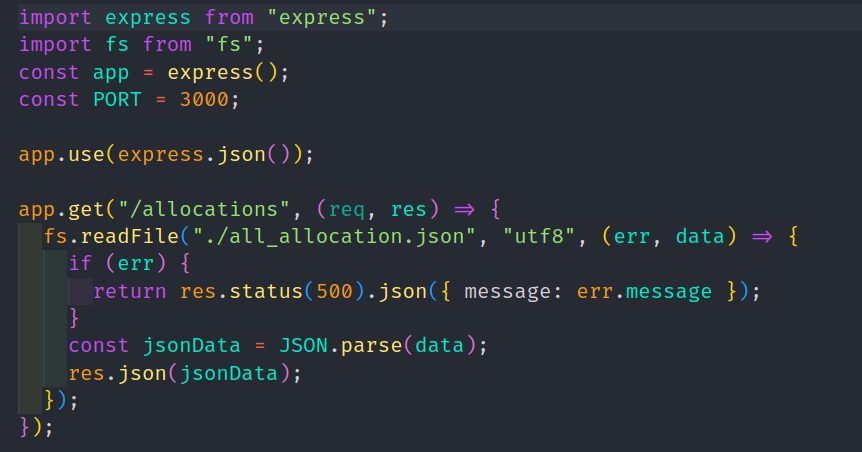 import express from "express";
import fs from "fs";
const app = express();
const PORT = 3000;

app.use(express.json());

app.get("/allocations", (req, res) => {
  fs.readFile("./all_allocation.json", "utf8", (err, data) => {
    if (err) {
      return res.status(500).json({ message: err.message });
    }
    const jsonData = JSON.parse(data);
    res.json(jsonData);
  });
});